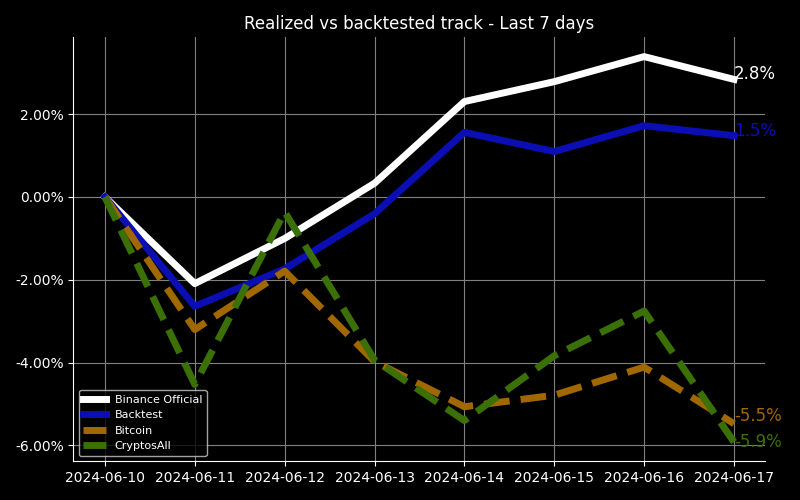 Realized vs backtested track - Last 7 days
2.8%
2.00%
1.5%
0.00%
-2.00%
-4.00%
Binance Official
Backtest
Bitcoin
CryptosAll
-5.5%
-5.9%
-6.00%
2024-06-10 2024-06-11 2024-06-12 2024-06-13 2024-06-14 2024-06-15 2024-06-16 2024-06-17